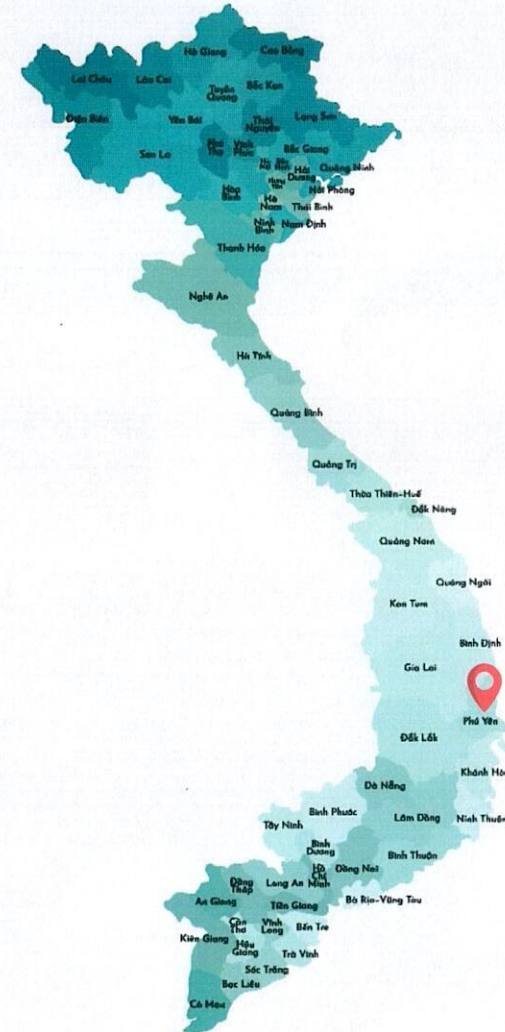 Hà Giang
Cao Bằng
Lai Châu
Lào Cai
Tuyên
Quang
Bắc Kạn
Điện Biên
Yên Bái
Thái
Nguyên
Lạng Sơn
Sơn La
Phú
Thọ
Vĩnh
Phúc
Bắc Giang
Quảng Ninh
Hải
Dương
Hưng
Yên
Hòa
Bình
Hải Phòng
Hà
Nam
Thái Bình
Ninh
Bình
Nam Định
Thanh Hóa
Nghệ An
Hà Tĩnh
Quảng Bình
Quảng Trị
Thừa Thiên-Huế
Đắk Nông
Quảng Nam
Quảng Ngãi
Kon Tum
Bình Định
Gia Lai
Phú Yên
Đắk Lắk
Khánh Hò
Dà Nẵng
Bình Phước
Lâm Đồng
Ninh Thuận
Tây Ninh
Bình
Dương
Bình Thuận
Hồ
Chí
Minh
Đồng Nai
Đồng
Tháp
Long An
An Giang
Tiền Giang
Bà Rịa-Vũng Tàu
Cần
Thơ
Vĩnh
Long
Bến Tre
Kiên Giang
Hậu
Giang
Trà Vinh
Sóc Trăng
Bạc Liêu
Cà Mau